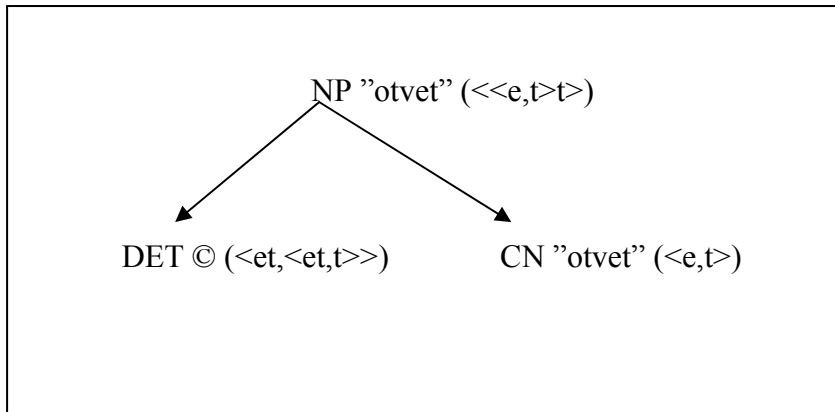 NP ”otvet” (<<e,t>t>)
DET © (<et,<et,t>>) CN ”otvet” (<e,t>)